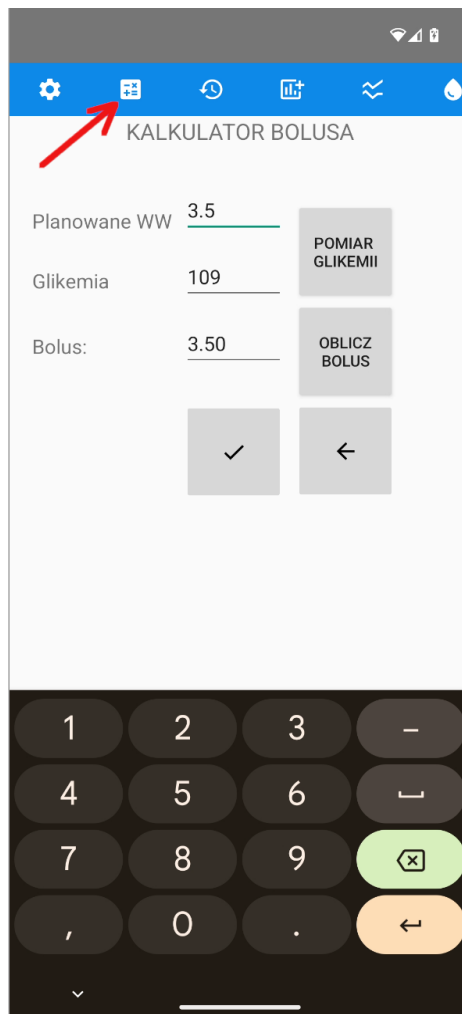 KALKULATOR BOLUSA
Planowane WW 3.5
POMIAR
GLIKEMII
Glikemia 109
Bolus: 3.50
OBLICZ
BOLUS
1 2 3 –
4 5 6
7 8 9
, 0 .